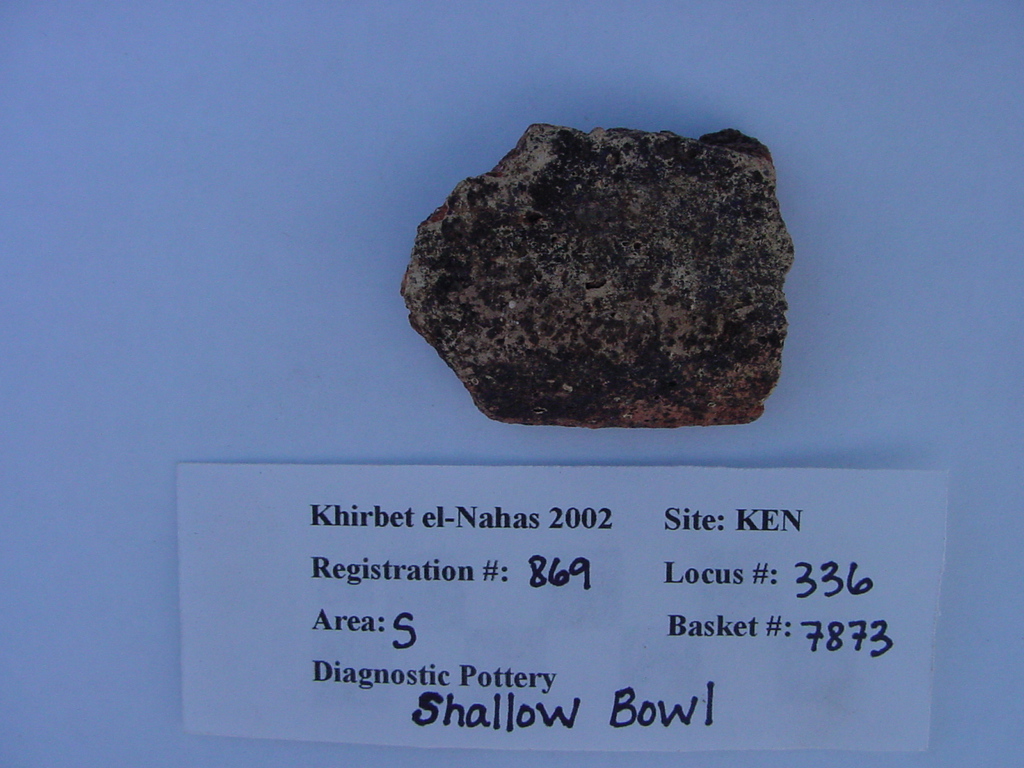 Khirbet el-Nahas 2002 Site: KEN
Registration #: 869 Locus #: 336
Area: S Basket #: 7873
Diagnostic Pottery
Shallow Bowl